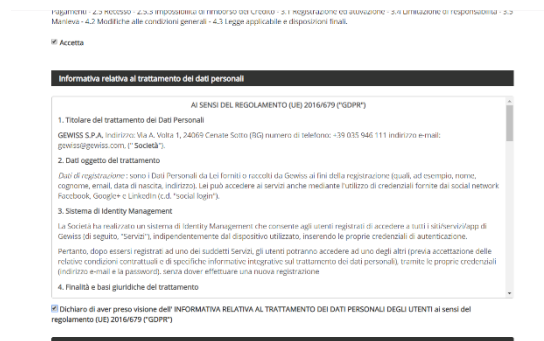 Pagamenti - 2.5 Recesso - 2.5.3 Impossibilità di rimborso del Credito - 3.1 Registrazione ed attivazione - 3.4 Limitazione di responsabilità - 3.5
Manleva - 4.2 Modifiche alle condizioni generali - 4.3 Legge applicabile e disposizioni finali.
Accetta
Informativa relativa al trattamento dei dati personali
AI SENSI DEL REGOLAMENTO (UE) 2016/679 ("GDPR")
1. Titolare del trattamento dei Dati Personali
GEWISS S.P.A. indirizzo: Via A. Volta 1, 24069 Cenate Sotto (BG) numero di telefono: +39 035 946 111 indirizzo e-mail:
gewiss@gewiss.com, ("Società").
2. Dati oggetto del trattamento
Dati di registrazione : sono i Dati Personali da Lei forniti o raccolti da Gewiss ai fini della registrazione (quali, ad esempio, nome,
cognome, email, data di nascita, indirizzo). Lei può accedere ai servizi anche mediante l'utilizzo di credenziali fornite dai social network
Facebook, Google+ e LinkedIn (c.d. "social login").
3. Sistema di Identity Management
La Società ha realizzato un sistema di Identity Management che consente agli utenti registrati di accedere a tutti i siti/servizi/app di
Gewiss (di seguito, "Servizi"), indipendentemente dal dispositivo utilizzato, inserendo le proprie credenziali di autenticazione.
Pertanto, dopo essersi registrati ad uno dei suddetti Servizi, gli utenti potranno accedere ad uno degli altri (previa accettazione delle
relative condizioni contrattuali e di specifiche informative integrative sul trattamento dei dati personali), tramite le proprie credenziali
(indirizzo e-mail e la password), senza dover effettuare una nuova registrazione
4. Finalità e basi giuridiche del trattamento
Dichiaro di aver preso visione dell' INFORMATIVA RELATIVA AL TRATTAMENTO DEI DATI PERSONALI DEGLI UTENTI ai sensi del
regolamento (UE) 2016/679 ("GDPR")